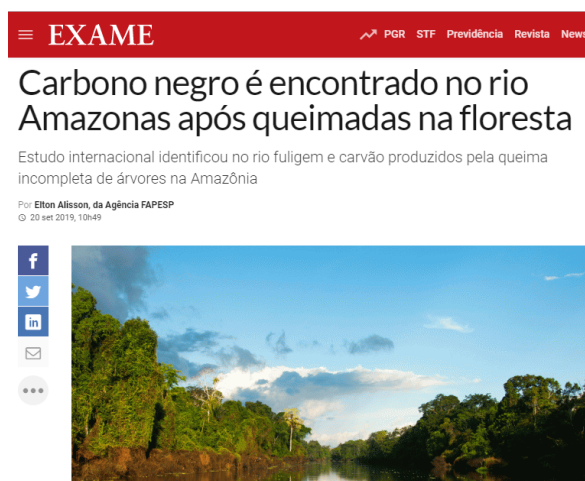 EXAME
PGR STF Previdência Revista News
Carbono negro é encontrado no rio
Amazonas após queimadas na floresta
Estudo internacional identificou no rio fuligem e carvão produzidos pela queima
incompleta de árvores na Amazônia
Por Elton Alisson, da Agência FAPESP
20 set 2019, 10h49